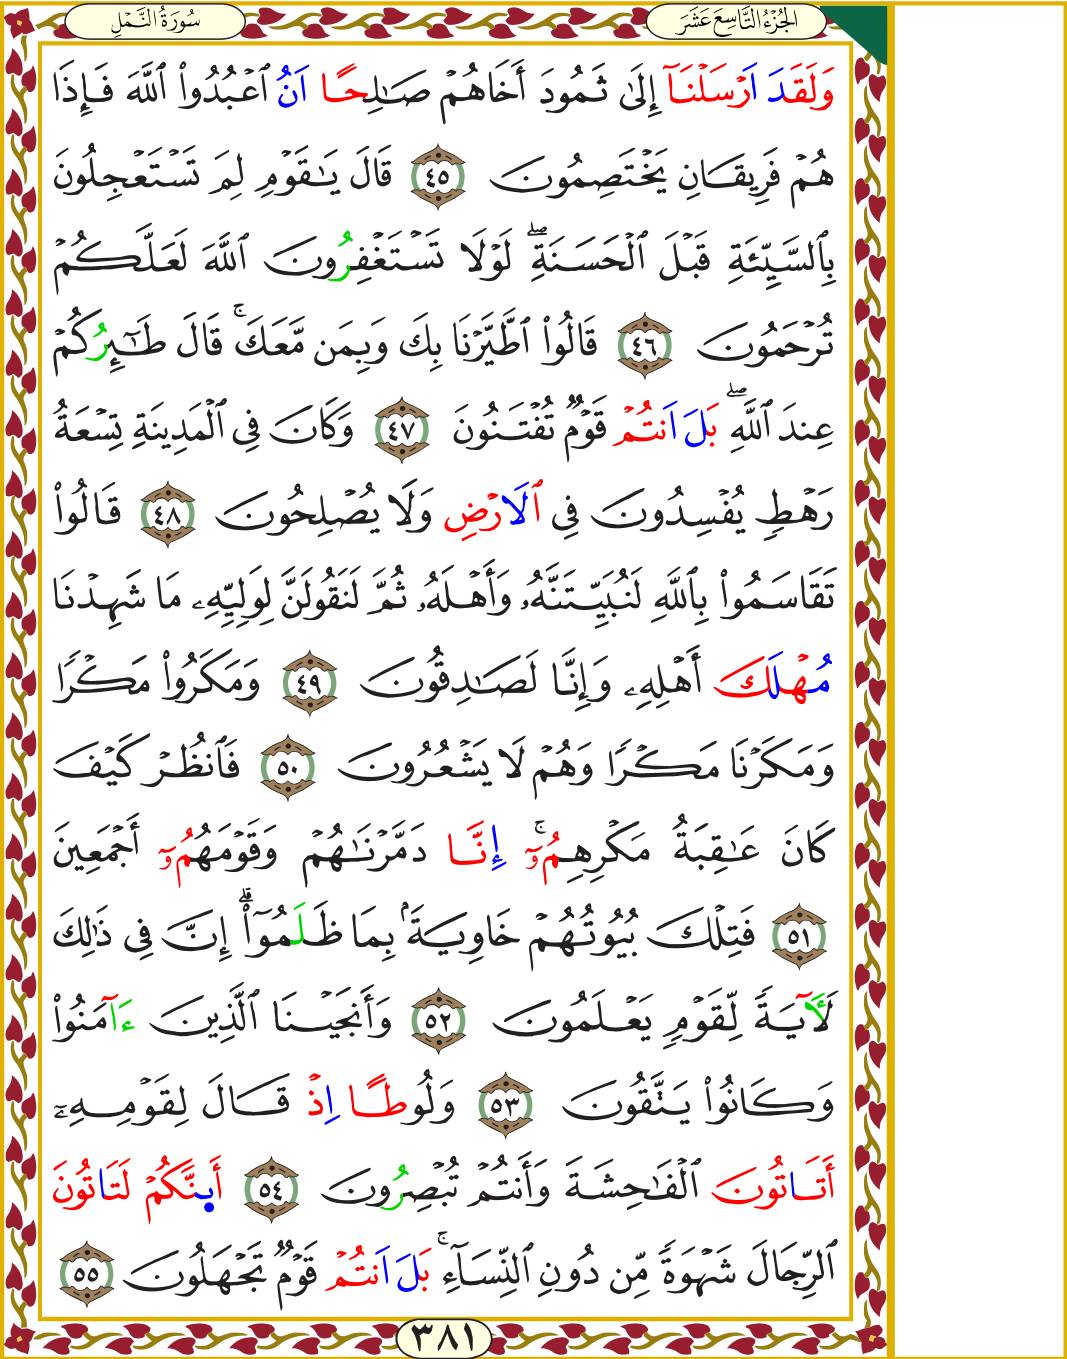 الجُزْءُ التَّاسِعَ عَشَرَ
سُورَةُ النَّمْلِ
وَلَقَدَ اَرْسَلْنَآ إِلَىٰ ثَمُودَ أَخَاهُمْ صَـٰلِحًا اَنُ ٱعْبُدُوا۟ ٱللَّهَ فَإِذَا
هُمْ فَرِيقَانِ يَخْتَصِمُونَ ٤٥ قَالَ يَـٰقَوْمِ لِمَ تَسْتَعْجِلُونَ
بِٱلسَّيِّئَةِ قَبْلَ ٱلْحَسَنَةِ ۖ لَوْلَا تَسْتَغْفِرُونَ ٱللَّهَ لَعَلَّكُمْ
تُرْحَمُونَ ٤٦ قَالُوا۟ ٱطَّيَّرْنَا بِكَ وَبِمَن مَّعَكَ ۚ قَالَ طَـٰٓئِرُكُمْ
عِندَ ٱللَّهِ ۖ بَلَ اَنتُمْ قَوْمٌ تُفْتَنُونَ ٤٧ وَكَانَ فِى ٱلْمَدِينَةِ تِسْعَةُ
رَهْطٍ يُفْسِدُونَ فِى ٱلَارْضِ وَلَا يُصْلِحُونَ ٤٨ قَالُوا۟
تَقَاسَمُوا۟ بِٱللَّهِ لَنُبَيِّتَنَّهُۥ وَأَهْلَهُۥ ثُمَّ لَنَقُولَنَّ لِوَلِيِّهِۦ مَا شَهِدْنَا
مُهْلَكَ أَهْلِهِۦ وَإِنَّا لَصَـٰدِقُونَ ٤٩ وَمَكَرُوا۟ مَكْرًا
وَمَكَرْنَا مَكْرًا وَهُمْ لَا يَشْعُرُونَ ٥٠ فَٱنظُرْ كَيْفَ
كَانَ عَـٰقِبَةُ مَكْرِهِمُۥٓ ۚ إِنَّا دَمَّرْنَـٰهُمْ وَقَوْمَهُمُۥٓ أَجْمَعِينَ
٥١ فَتِلْكَ بُيُوتُهُمْ خَاوِيَةًۢ بِمَا ظَلَمُوٓا۟ ۗ إِنَّ فِى ذَٰلِكَ
لَأَٓيَةً لِّقَوْمٍ يَعْلَمُونَ ٥٢ وَأَنجَيْنَا ٱلَّذِينَ ءَآمَنُوا۟
وَكَانُوا۟ يَتَّقُونَ ٥٣ وَلُوطًا اِذْ قَالَ لِقَوْمِهِۦٓ
أَتَاتُونَ ٱلْفَـٰحِشَةَ وَأَنتُمْ تُبْصِرُونَ ٥٤ أَى۪نَّكُمْ لَتَاتُونَ
ٱلرِّجَالَ شَهْوَةً مِّن دُونِ ٱلنِّسَآءِ ۚ بَلَ اَنتُمْ قَوْمٌ تَجْهَلُونَ ٥٥
٣٨١